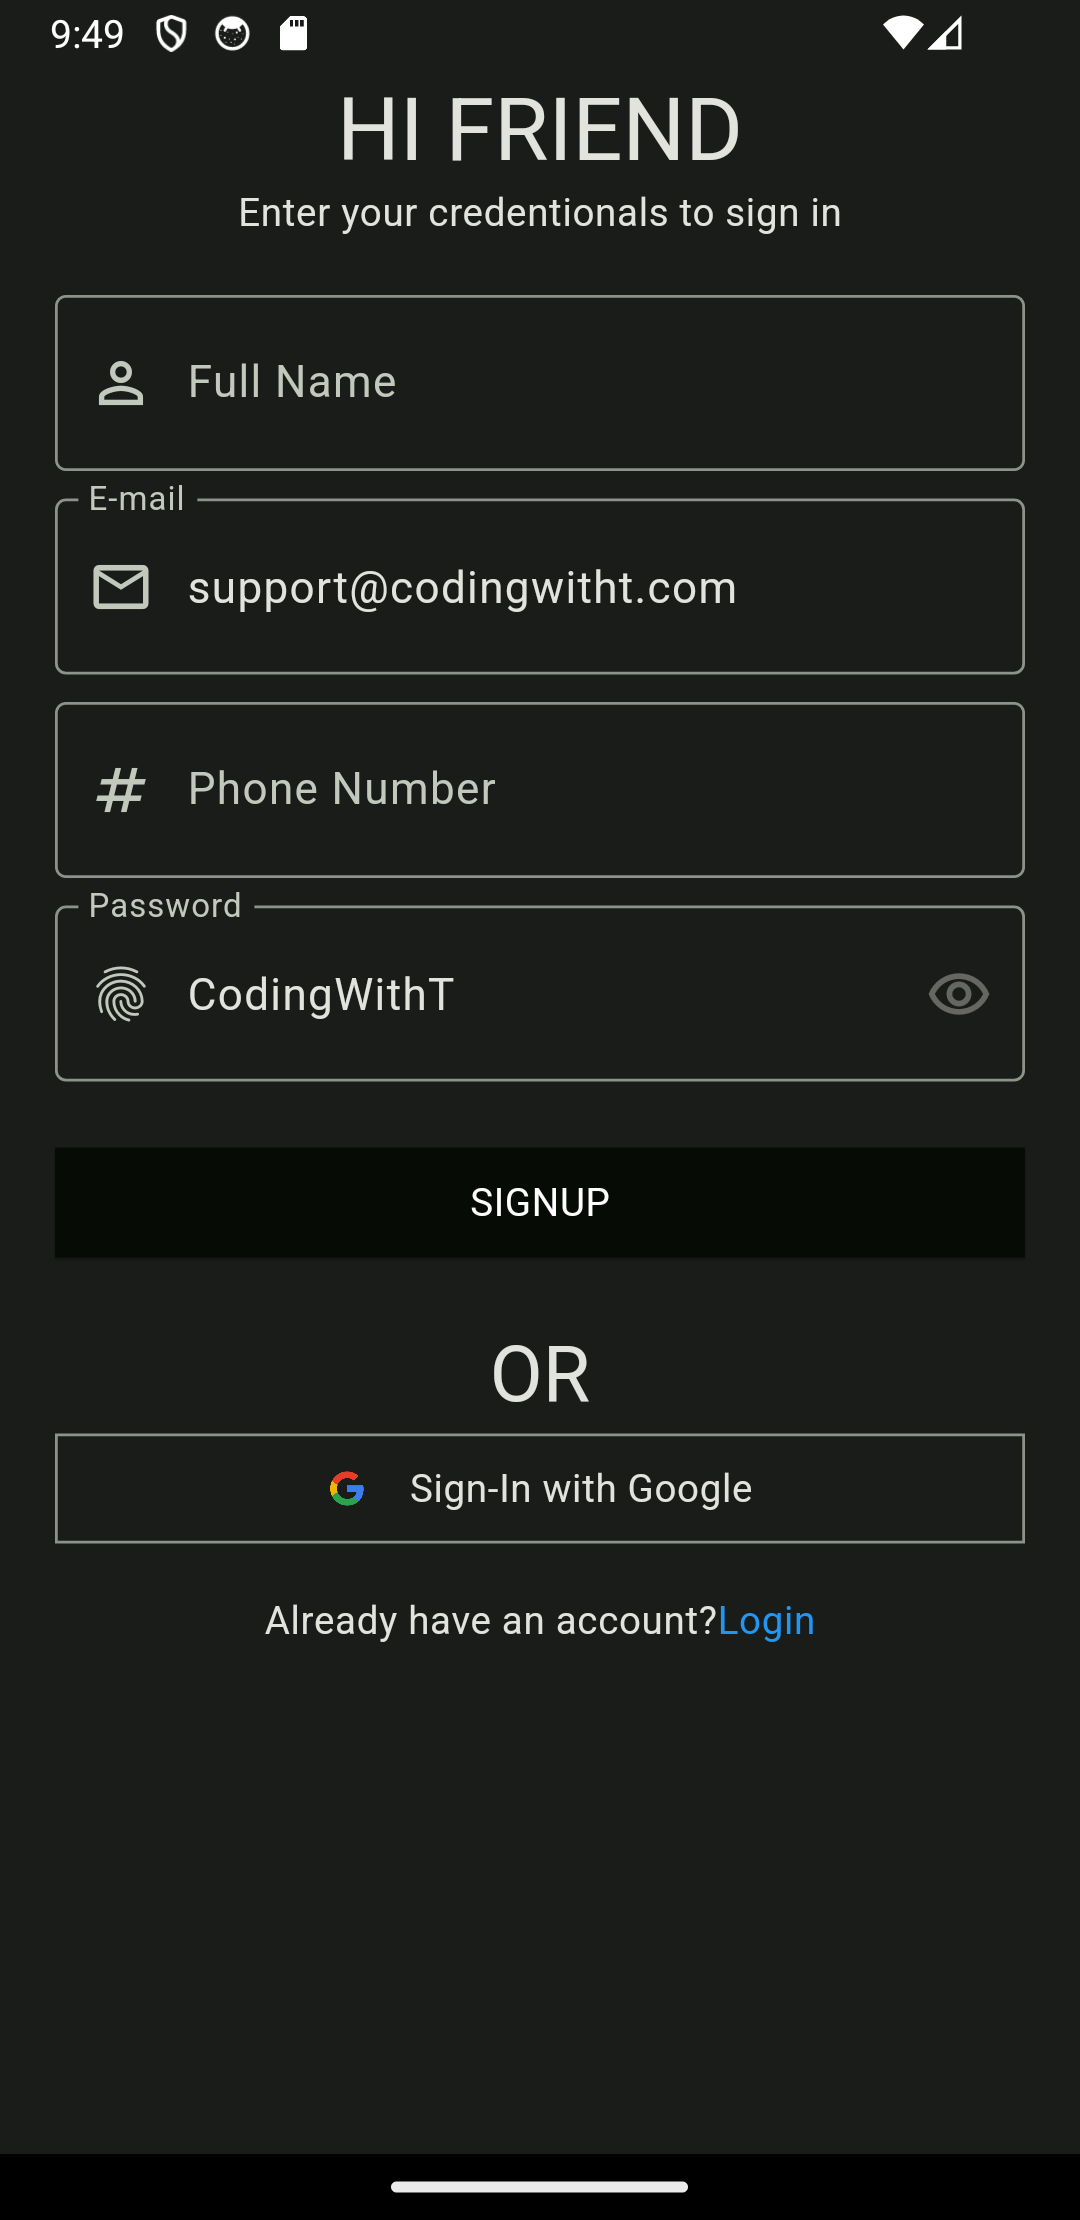 9:49
HI FRIEND
Enter your credentionals to sign in
Full Name
E-mail
support@codingwitht.com
Phone Number
Password
CodingWithT
SIGNUP
OR
Sign-In with Google
Already have an account?Login